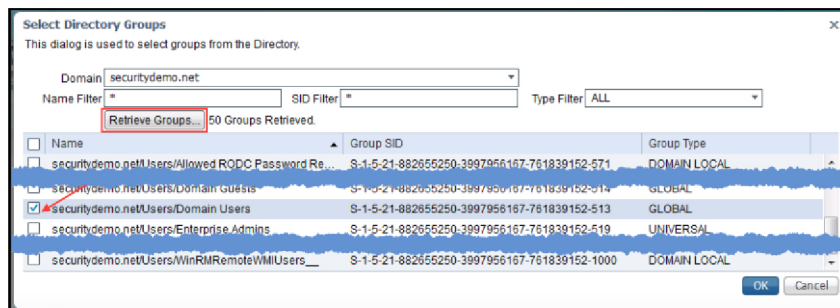 Select Directory Groups
This dialog is used to select groups from the Directory.
Domain securitydemo.net
Name Filter * SID Filter * Type Filter ALL
Retrieve Groups... 50 Groups Retrieved.
Name Group SID Group Type
securitydemo.net/Users/Allowed RODC Password Re... S-1-5-21-882655250-3997956167-761839152-571 DOMAIN LOCAL
securitydemo.net/Users/Domain Guests S-1-5-21-882655250-3997956167-761839152-514 GLOBAL
securitydemo.net/Users/Domain Users S-1-5-21-882655250-3997956167-761839152-513 GLOBAL
securitydemo.net/Users/Enterprise Admins S-1-5-21-882655250-3997956167-761839152-519 UNIVERSAL
securitydemo.net/Users/WinRMRemoteWMIUsers__ S-1-5-21-882655250-3997956167-761839152-1000 DOMAIN LOCAL
OK Cancel